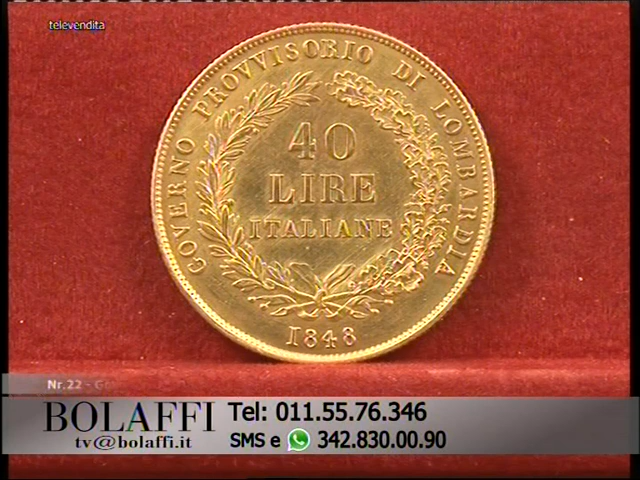 televendita
GOVERNO PROVVISORIO DI LOMBARDIA
40
LIRE
ITALIANE
1848
Nr.22 - G
BOLAFFI
tv@bolaffi.it
Tel: 011.55.76.346
SMS e 342.830.00.90